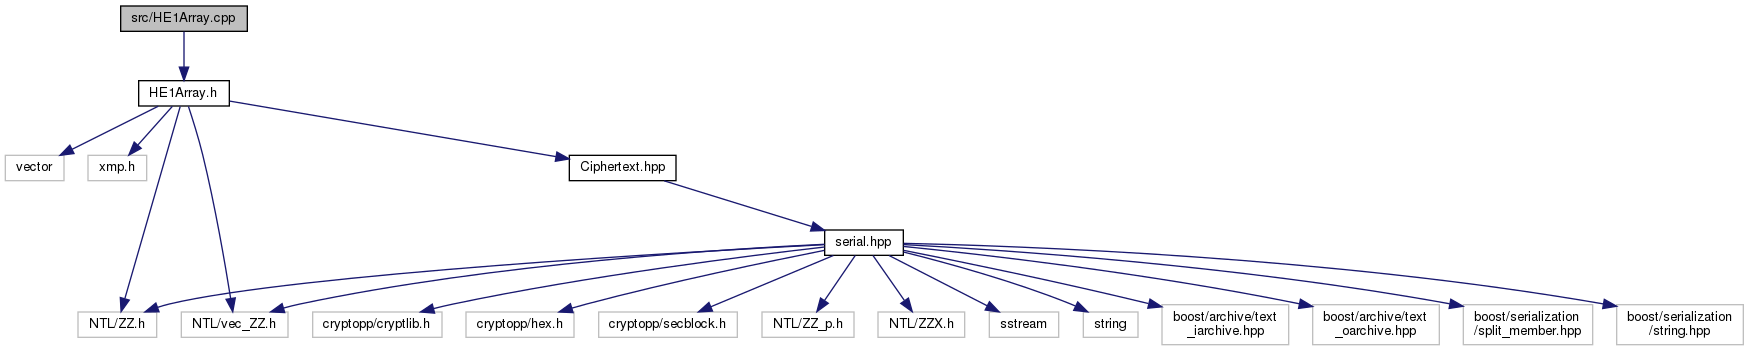 src/HE1Array.cpp
HE1Array.h
vector
xmp.h
Ciphertext.hpp
serial.hpp
NTL/ZZ.h
NTL/vec_ZZ.h
cryptopp/cryptlib.h
cryptopp/hex.h
cryptopp/secblock.h
NTL/ZZ_p.h
NTL/ZZX.h
sstream
string
boost/archive/text
_iarchive.hpp
boost/archive/text
_oarchive.hpp
boost/serialization
/split_member.hpp
boost/serialization
/string.hpp